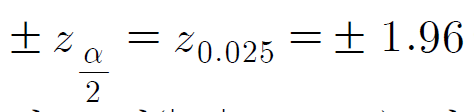 ± z_{α/2} = z_{0.025} = ± 1.96